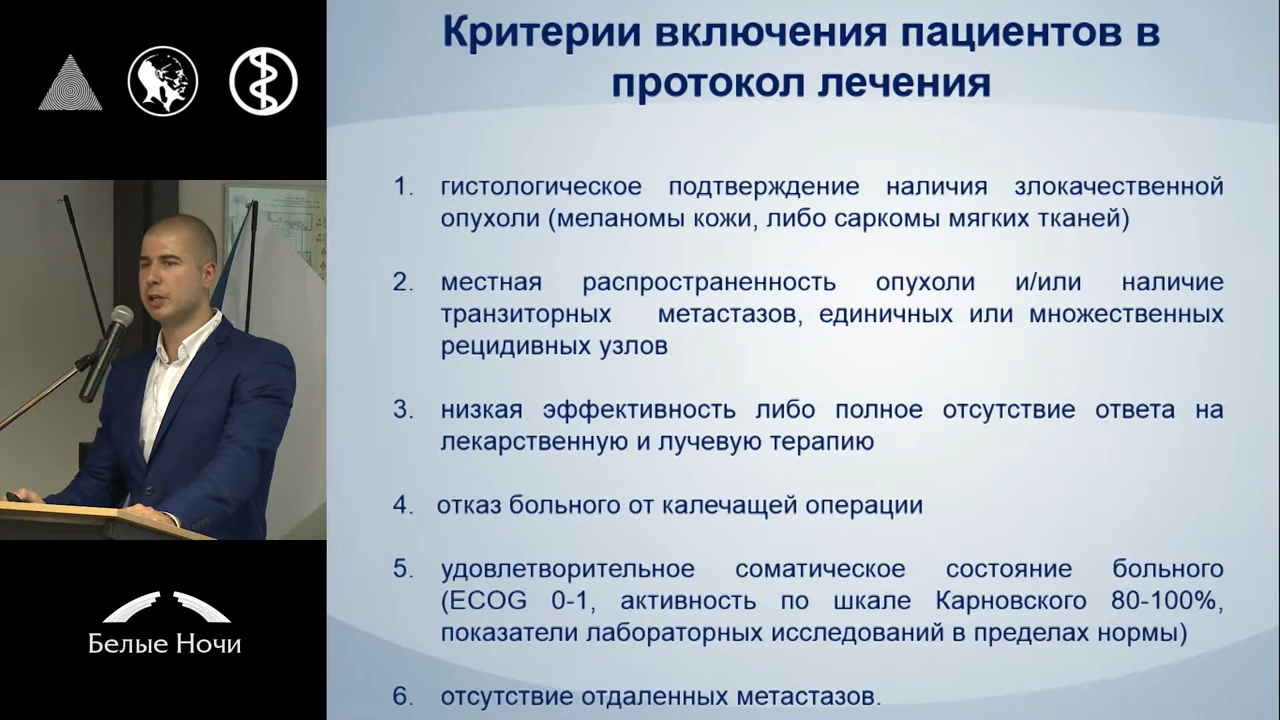 Критерии включения пациентов в
протокол лечения
1. гистологическое подтверждение наличия злокачественной
опухоли (меланомы кожи, либо саркомы мягких тканей)
2. местная распространенность опухоли и/или наличие
транзиторных метастазов, единичных или множественных
рецидивных узлов
3. низкая эффективность либо полное отсутствие ответа на
лекарственную и лучевую терапию
4. отказ больного от калечащей операции
5. удовлетворительное соматическое состояние больного
(ECOG 0-1, активность по шкале Карновского 80-100%,
показатели лабораторных исследований в пределах нормы)
6. отсутствие отдаленных метастазов.
Белые Ночи